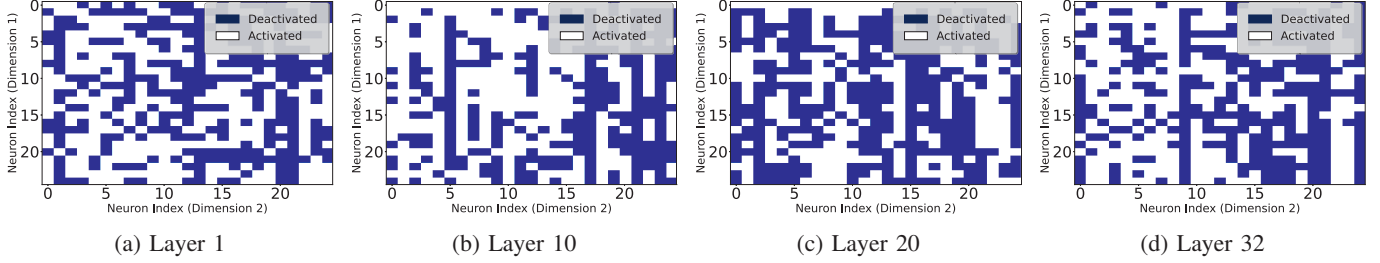 Neuron Index (Dimension 1)
0
5
10
15
20
Deactivated
Activated
0 5 10 15 20
Neuron Index (Dimension 2)
(a) Layer 1
Neuron Index (Dimension 1)
0
5
10
15
20
Deactivated
Activated
0 5 10 15 20
Neuron Index (Dimension 2)
(b) Layer 10
Neuron Index (Dimension 1)
0
5
10
15
20
Deactivated
Activated
0 5 10 15 20
Neuron Index (Dimension 2)
(c) Layer 20
Neuron Index (Dimension 1)
0
5
10
15
20
Deactivated
Activated
0 5 10 15 20
Neuron Index (Dimension 2)
(d) Layer 32